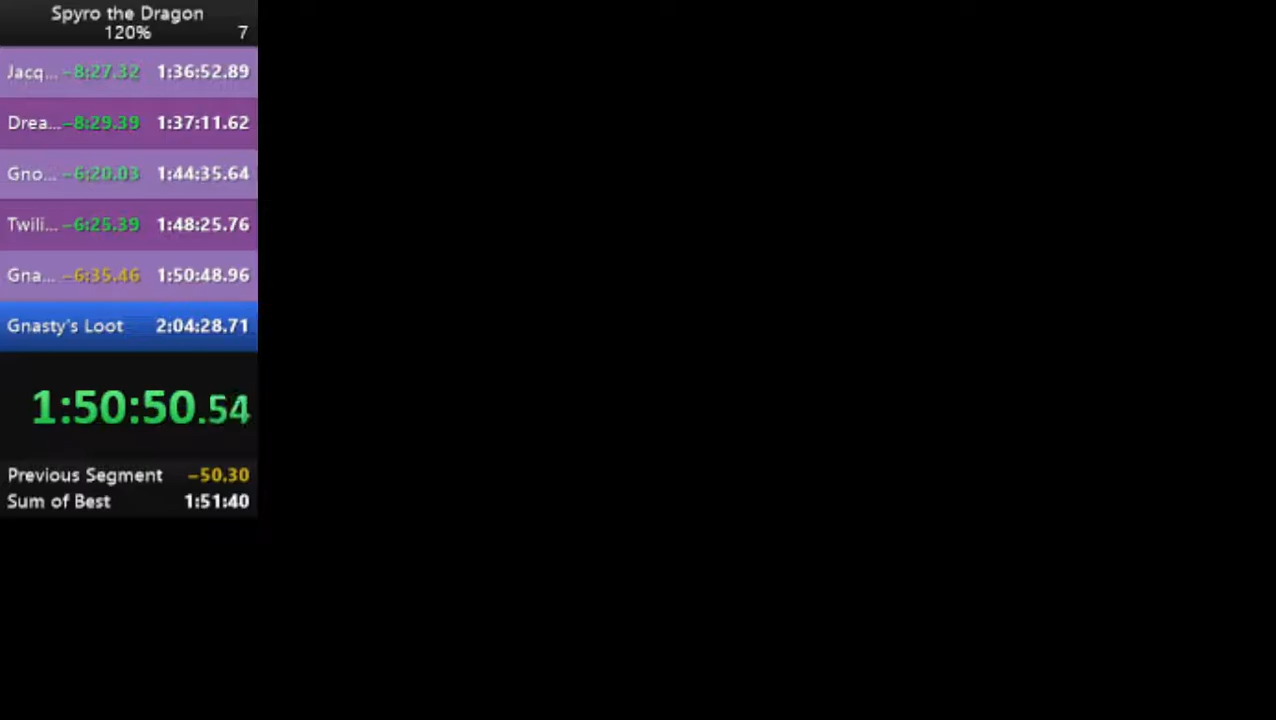 Spyro the Dragon
120% 7
Jacq... −8:27.32 1:36:52.89
Drea... −8:29.39 1:37:11.62
Gno... −6:20.03 1:44:35.64
Twili... −6:25.39 1:48:25.76
Gna... −6:35.46 1:50:48.96
Gnasty's Loot 2:04:28.71
1:50:50.54
Previous Segment −50.30
Sum of Best 1:51:40